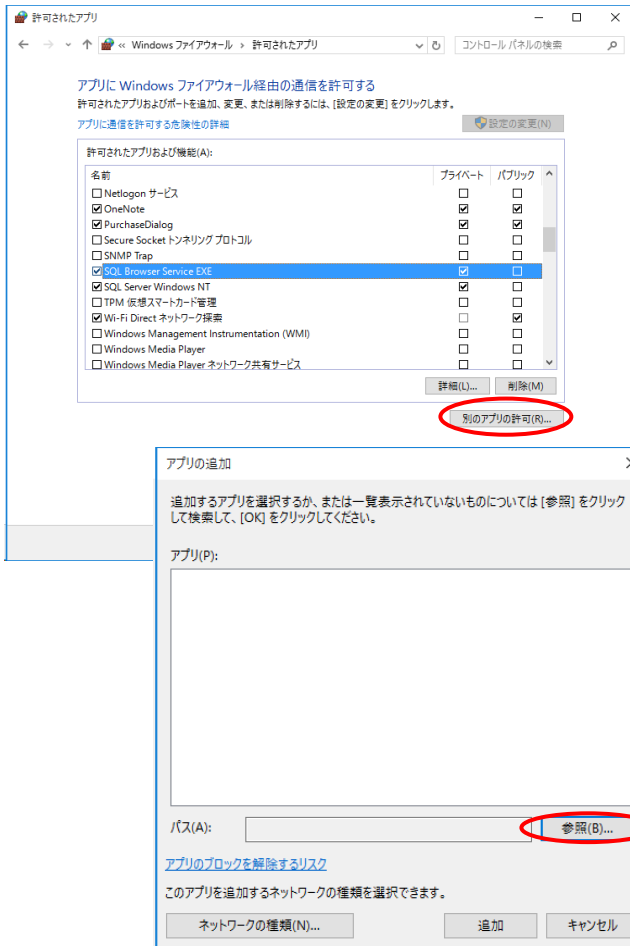 許可されたアプリ
« Windows ファイアウォール › 許可されたアプリ
コントロール パネルの検索
アプリに Windows ファイアウォール経由の通信を許可する
許可されたアプリおよびポートを追加、変更、または削除するには、[設定の変更] をクリックします。
アプリに通信を許可する危険性の詳細
設定の変更(N)
許可されたアプリおよび機能(A):
名前 プライベート パブリック
Netlogon サービス
OneNote
PurchaseDialog
Secure Socket トンネリング プロトコル
SNMP Trap
SQL Browser Service EXE
SQL Server Windows NT
TPM 仮想スマートカード管理
Wi-Fi Direct ネットワーク探索
Windows Management Instrumentation (WMI)
Windows Media Player
Windows Media Player ネットワーク共有サービス
詳細(L)... 削除(M)
別のアプリの許可(R)...
アプリの追加
追加するアプリを選択するか、または一覧表示されていないものについては [参照] をクリック
して検索して、[OK] をクリックしてください。
アプリ(P):
パス(A):
参照(B)...
アプリのブロックを解除するリスク
このアプリを追加するネットワークの種類を選択できます。
ネットワークの種類(N)... 追加 キャンセル